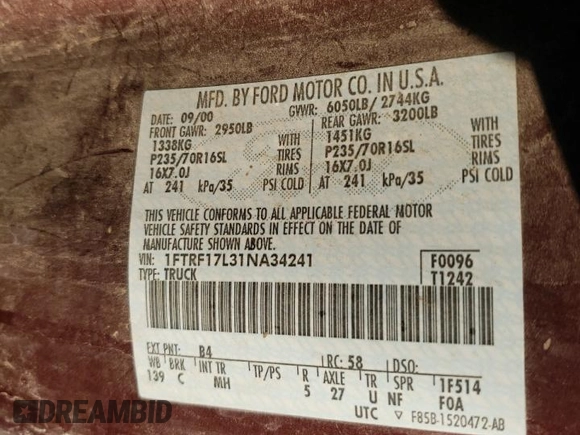 MFD. BY FORD MOTOR CO. IN U.S.A.
DATE: 09/00 GVWR: 6050LB/ 2744KG
FRONT GAWR: 2950LB REAR GAWR: 3200LB
1338KG WITH 1451KG WITH
P235/70R16SL TIRES P235/70R16SL TIRES
16X7.0J RIMS 16X7.0J RIMS
AT 241 kPa/35 PSI COLD AT 241 kPa/35 PSI COLD
THIS VEHICLE CONFORMS TO ALL APPLICABLE FEDERAL MOTOR
VEHICLE SAFETY STANDARDS IN EFFECT ON THE DATE OF
MANUFACTURE SHOWN ABOVE.
VIN: 1FTRF17L31NA34241 F0096
TYPE: TRUCK T1242
EXT PNT: B4 RC: 58 DSO:
WB BRK INT TR TP/PS R AXLE TR SPR 1F514
139 C MH 5 27 U NF F0A
UTC F85B-1520472-AB
DREAMBID